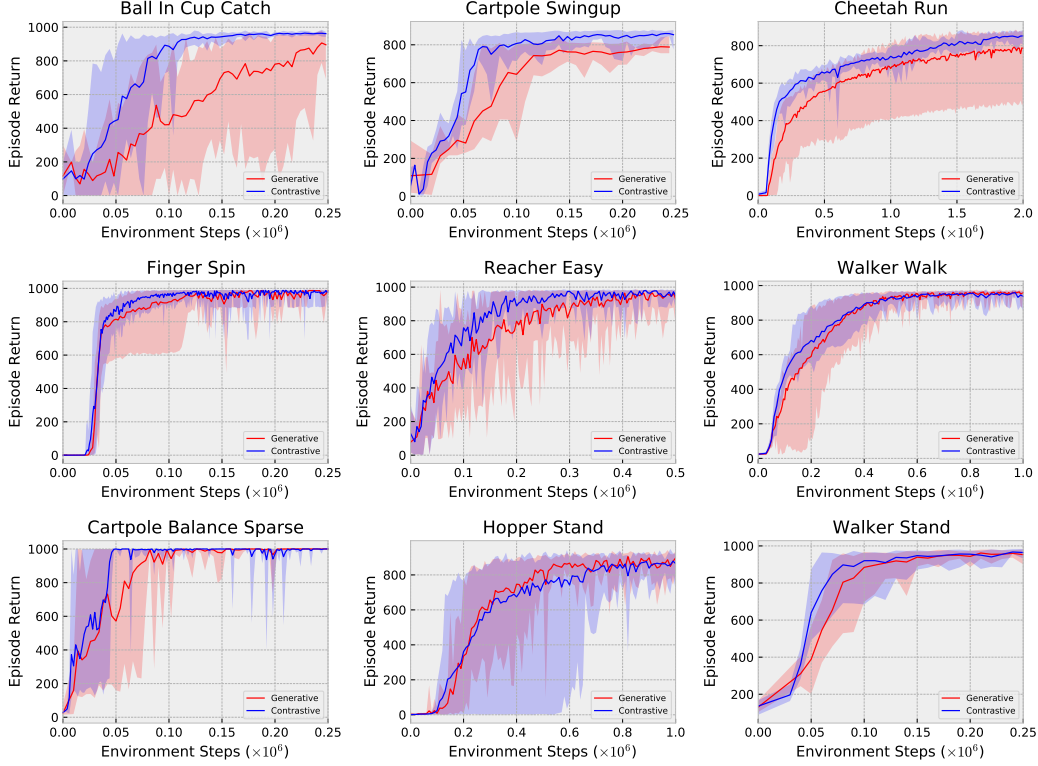 Ball In Cup Catch
Episode Return
1000
800
600
400
200
0
0.00 0.05 0.10 0.15 0.20 0.25
Environment Steps (×10⁶)
Generative
Contrastive
Cartpole Swingup
Episode Return
800
600
400
200
0
0.00 0.05 0.10 0.15 0.20 0.25
Environment Steps (×10⁶)
Generative
Contrastive
Cheetah Run
Episode Return
800
600
400
200
0
0.0 0.5 1.0 1.5 2.0
Environment Steps (×10⁶)
Generative
Contrastive
Finger Spin
Episode Return
1000
800
600
400
200
0
0.00 0.05 0.10 0.15 0.20 0.25
Environment Steps (×10⁶)
Generative
Contrastive
Reacher Easy
Episode Return
1000
800
600
400
200
0
0.0 0.1 0.2 0.3 0.4 0.5
Environment Steps (×10⁶)
Generative
Contrastive
Walker Walk
Episode Return
1000
800
600
400
200
0
0.0 0.2 0.4 0.6 0.8 1.0
Environment Steps (×10⁶)
Generative
Contrastive
Cartpole Balance Sparse
Episode Return
1000
800
600
400
200
0
0.00 0.05 0.10 0.15 0.20 0.25
Environment Steps (×10⁶)
Generative
Contrastive
Hopper Stand
Episode Return
800
600
400
200
0
0.0 0.2 0.4 0.6 0.8 1.0
Environment Steps (×10⁶)
Generative
Contrastive
Walker Stand
Episode Return
1000
800
600
400
200
0.00 0.05 0.10 0.15 0.20 0.25
Environment Steps (×10⁶)
Generative
Contrastive